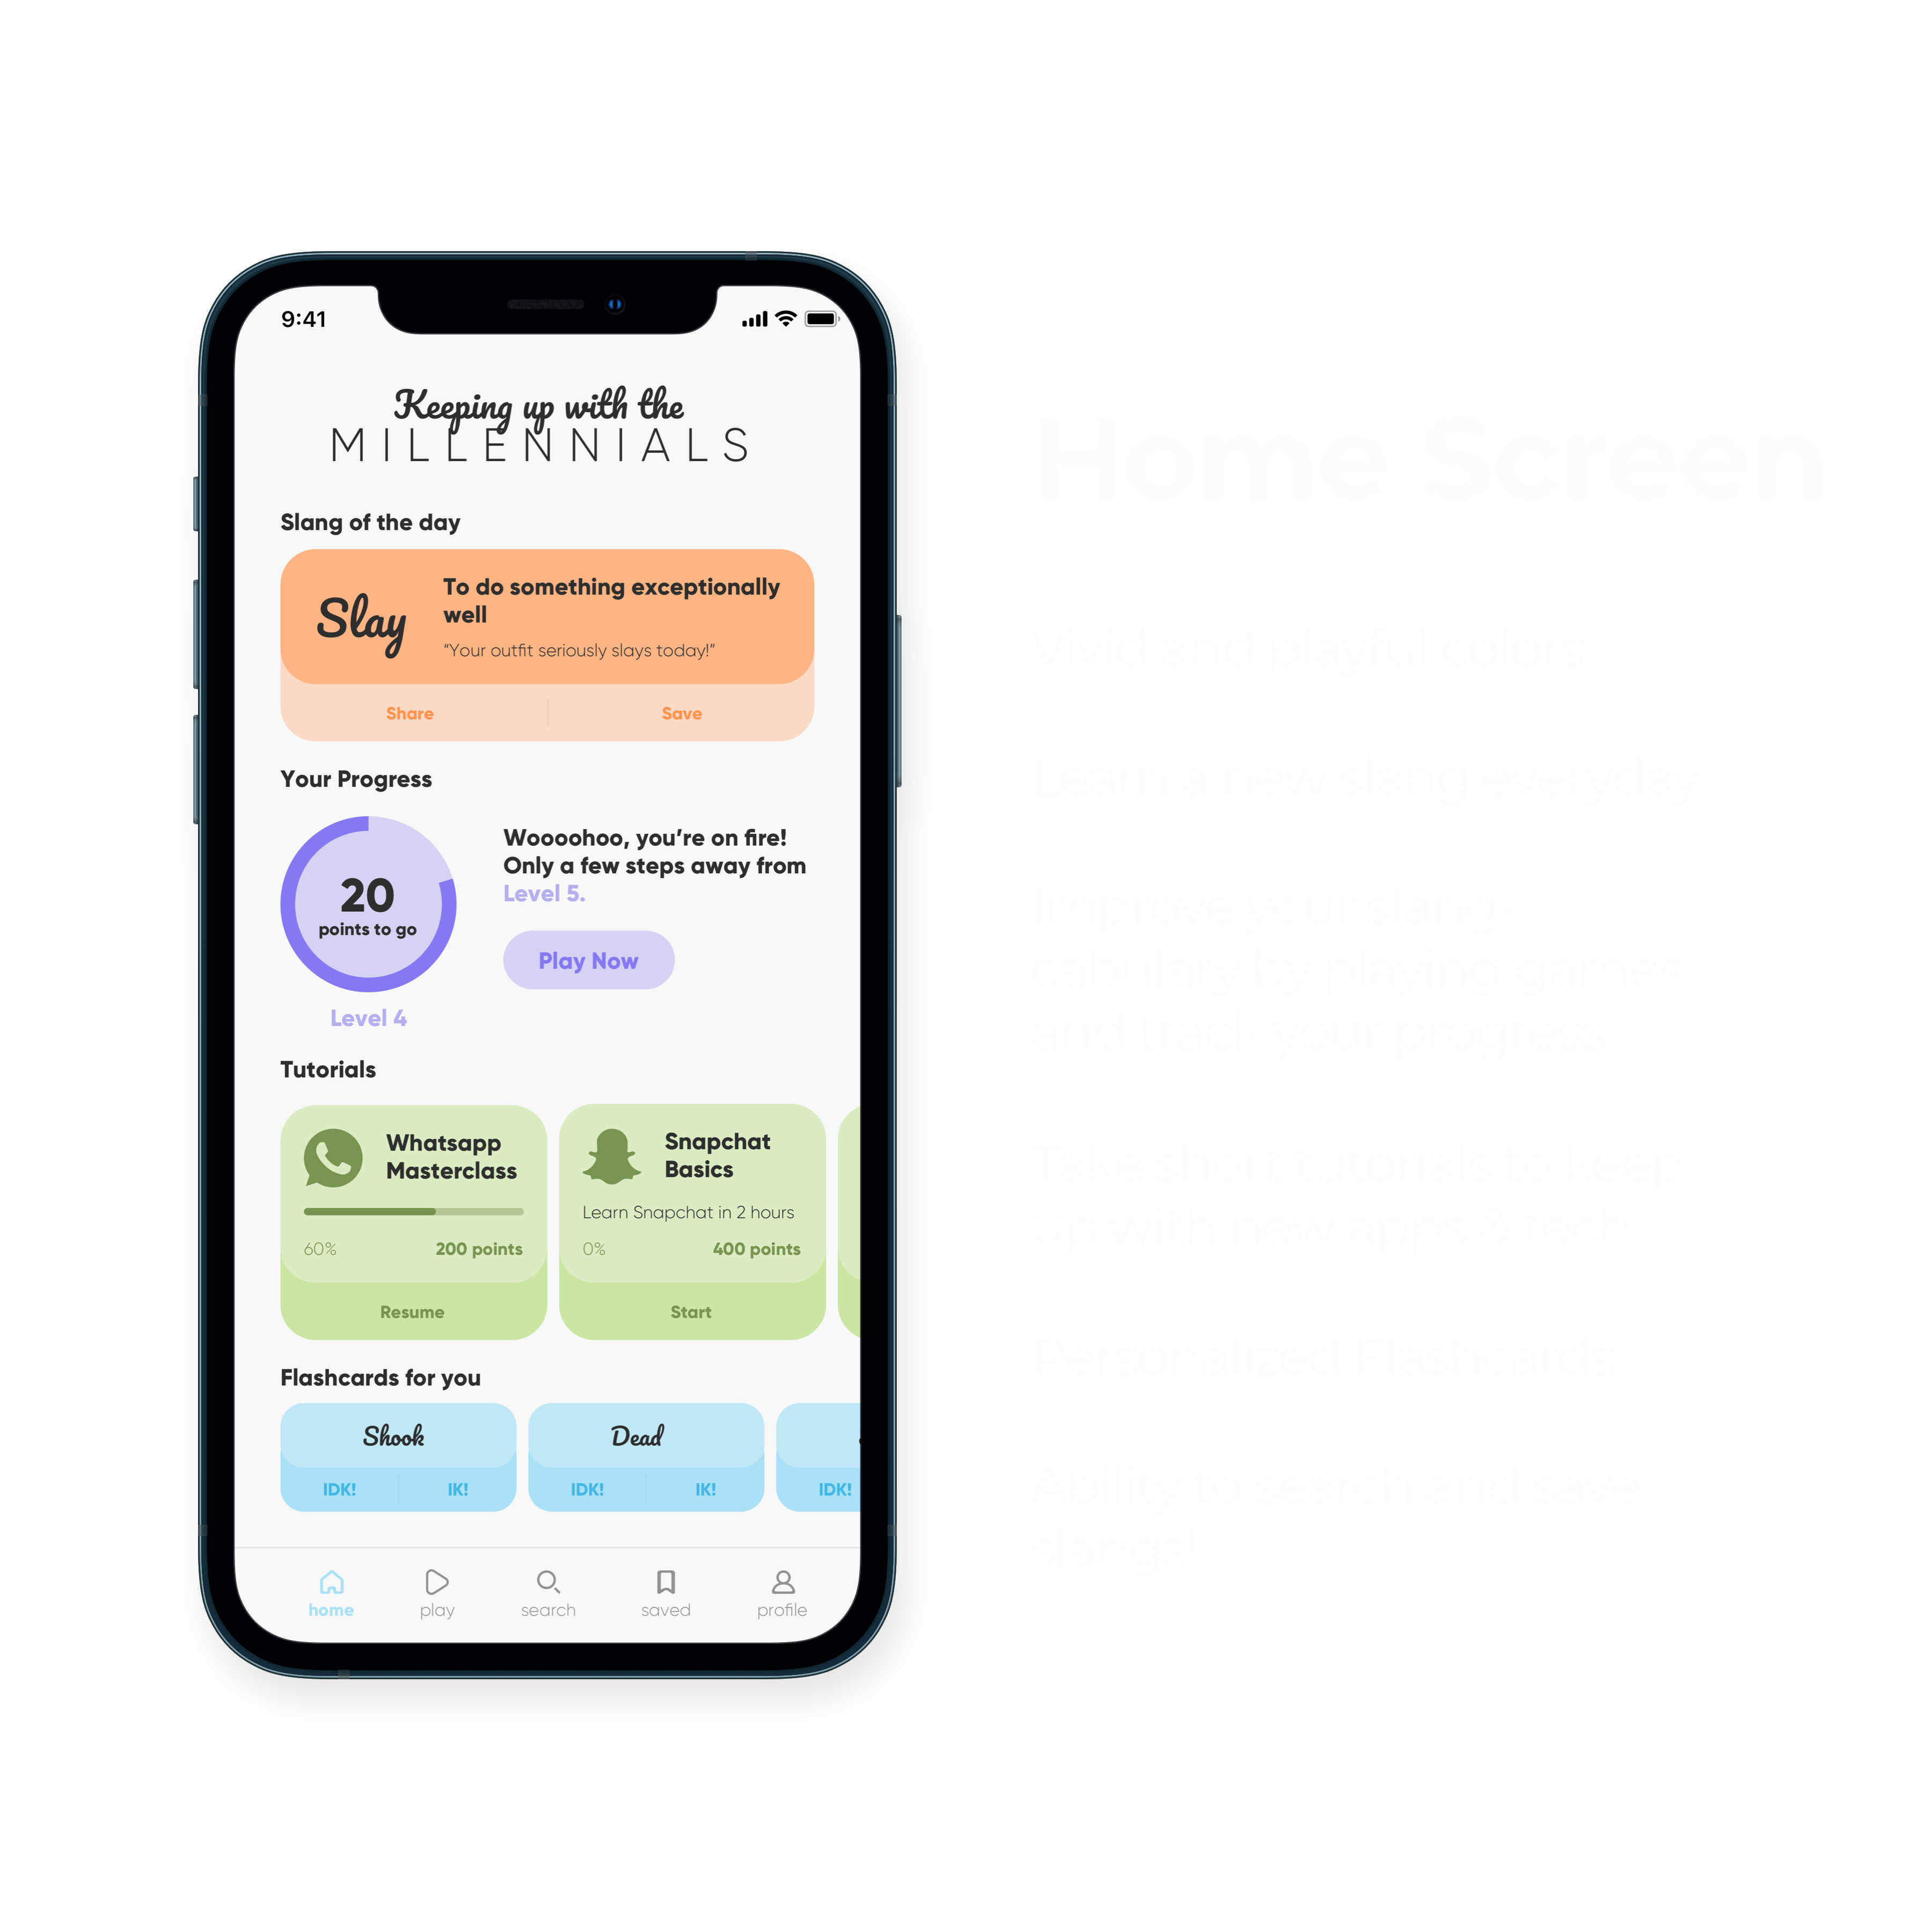 9:41
Keeping up with the
MILLENNIALS
Slang of the day
Slay
To do something exceptionally
well
“Your outfit seriously slays today!”
Share
Save
Your Progress
20
points to go
Level 4
Woooohoo, you’re on fire!
Only a few steps away from
Level 5.
Play Now
Tutorials
Whatsapp
Masterclass
60%
200 points
Resume
Snapchat
Basics
Learn Snapchat in 2 hours
0%
400 points
Start
Flashcards for you
Shook
IDK!
IK!
Dead
IDK!
IK!
IDK!
home
play
search
saved
profile
Home Screen
Vivid and playful colors
Learn a new slang everyday
Improve your slang-
cabulary by playing games
and track your progress
Take short tutorials to keep
up with new apps & tech
Personalized Flashcards
Ability to search and save
slangs!